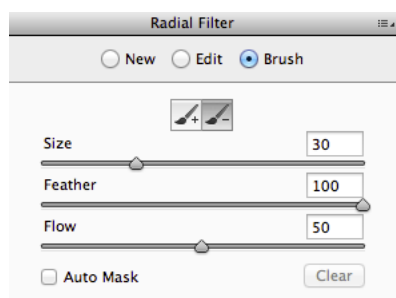 Radial Filter
New Edit Brush
Size 30
Feather 100
Flow 50
Auto Mask Clear